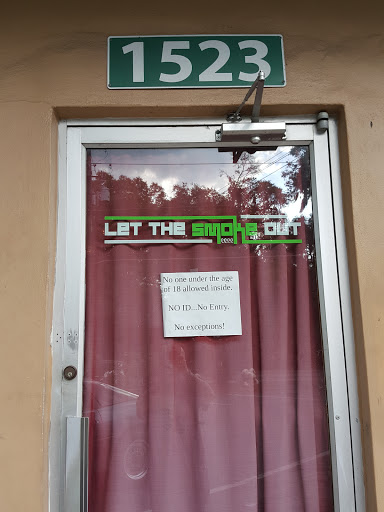 1523
LET THE SMOKE OUT
No one under the age
of 18 allowed inside.
NO ID...No Entry.
No exceptions!